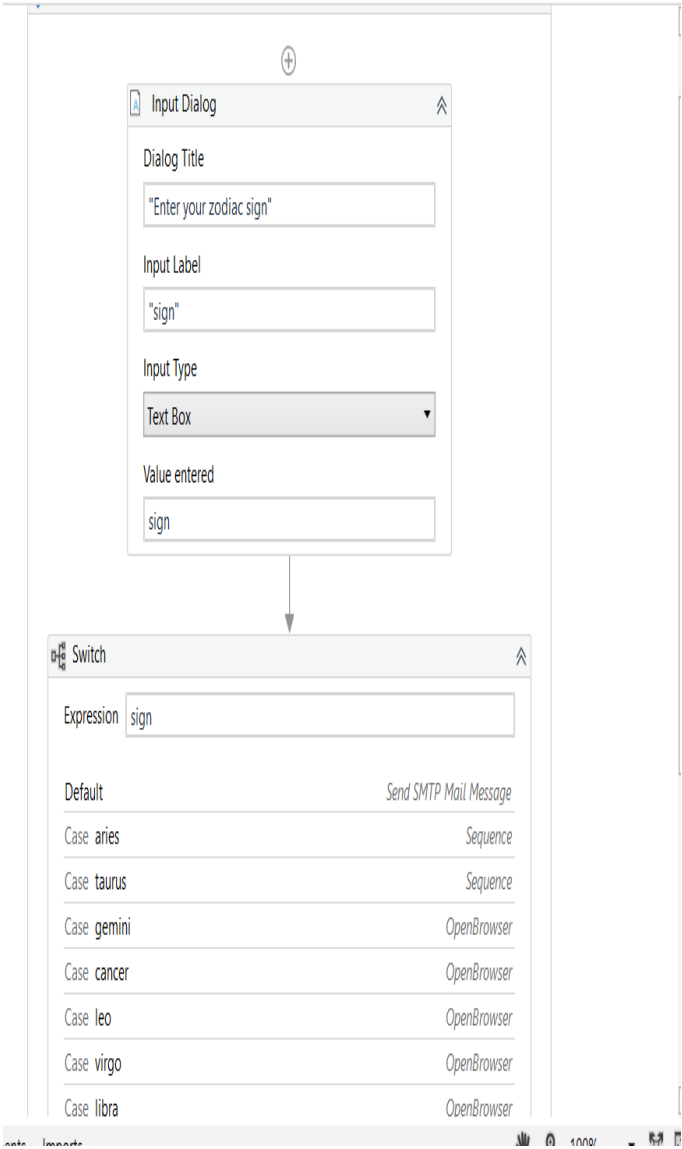 Input Dialog
Dialog Title
"Enter your zodiac sign"
Input Label
"sign"
Input Type
Text Box
Value entered
sign
Switch
Expression sign
Default Send SMTP Mail Message
Case aries Sequence
Case taurus Sequence
Case gemini OpenBrowser
Case cancer OpenBrowser
Case leo OpenBrowser
Case virgo OpenBrowser
Case libra OpenBrowser
Imports 100%